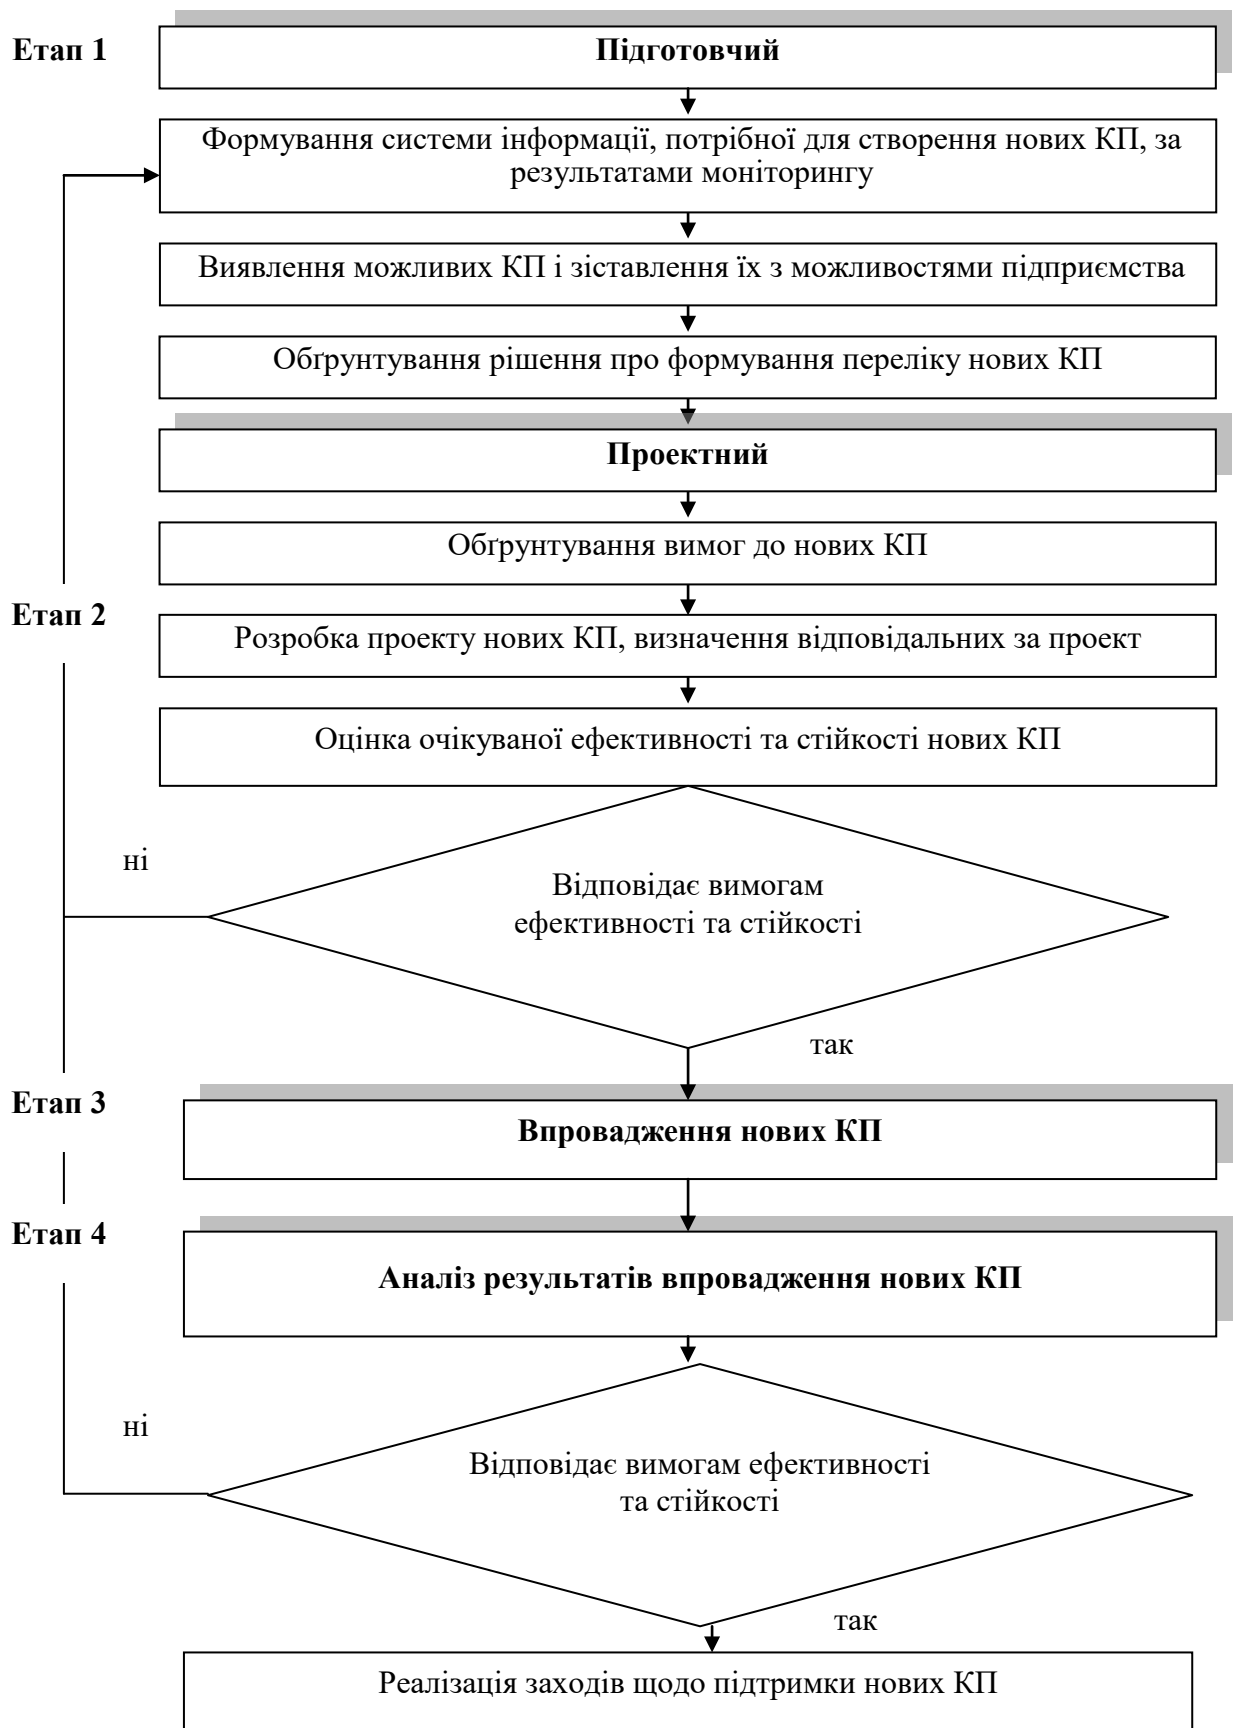 Етап 1
Підготовчий
Формування системи інформації, потрібної для створення нових КП, за
результатами моніторингу
Виявлення можливих КП і зіставлення їх з можливостями підприємства
Обґрунтування рішення про формування переліку нових КП
Проектний
Обґрунтування вимог до нових КП
Етап 2
Розробка проекту нових КП, визначення відповідальних за проект
Оцінка очікуваної ефективності та стійкості нових КП
ні
Відповідає вимогам
ефективності та стійкості
так
Етап 3
Впровадження нових КП
Етап 4
Аналіз результатів впровадження нових КП
ні
Відповідає вимогам ефективності
та стійкості
так
Реалізація заходів щодо підтримки нових КП